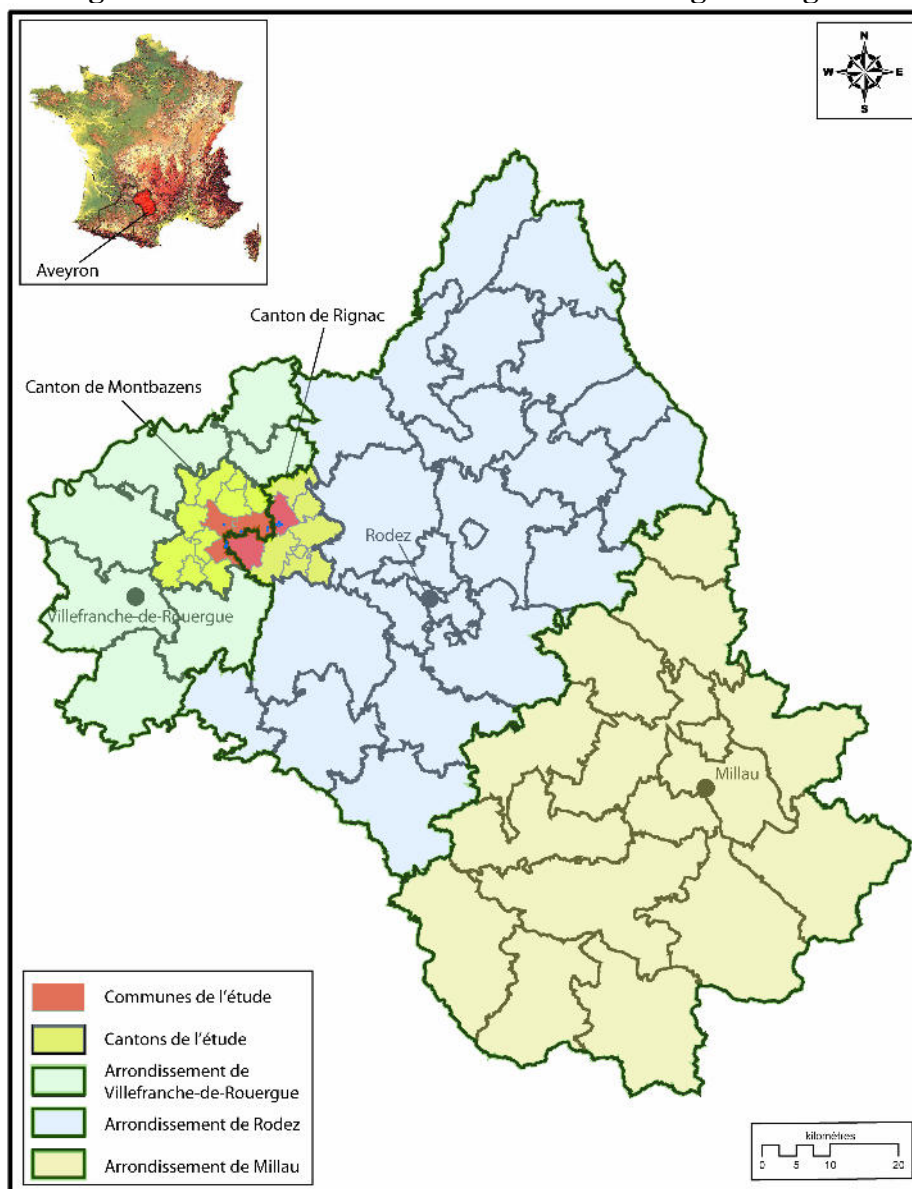 N
W E
S
Aveyron
Canton de Rignac
Canton de Montbazens
Rodez
Villefranche-de-Rouergue
Millau
Communes de l'étude
Cantons de l'étude
Arrondissement de
Villefranche-de-Rouergue
Arrondissement de Rodez
Arrondissement de Millau
kilomètres
0 5 10 20